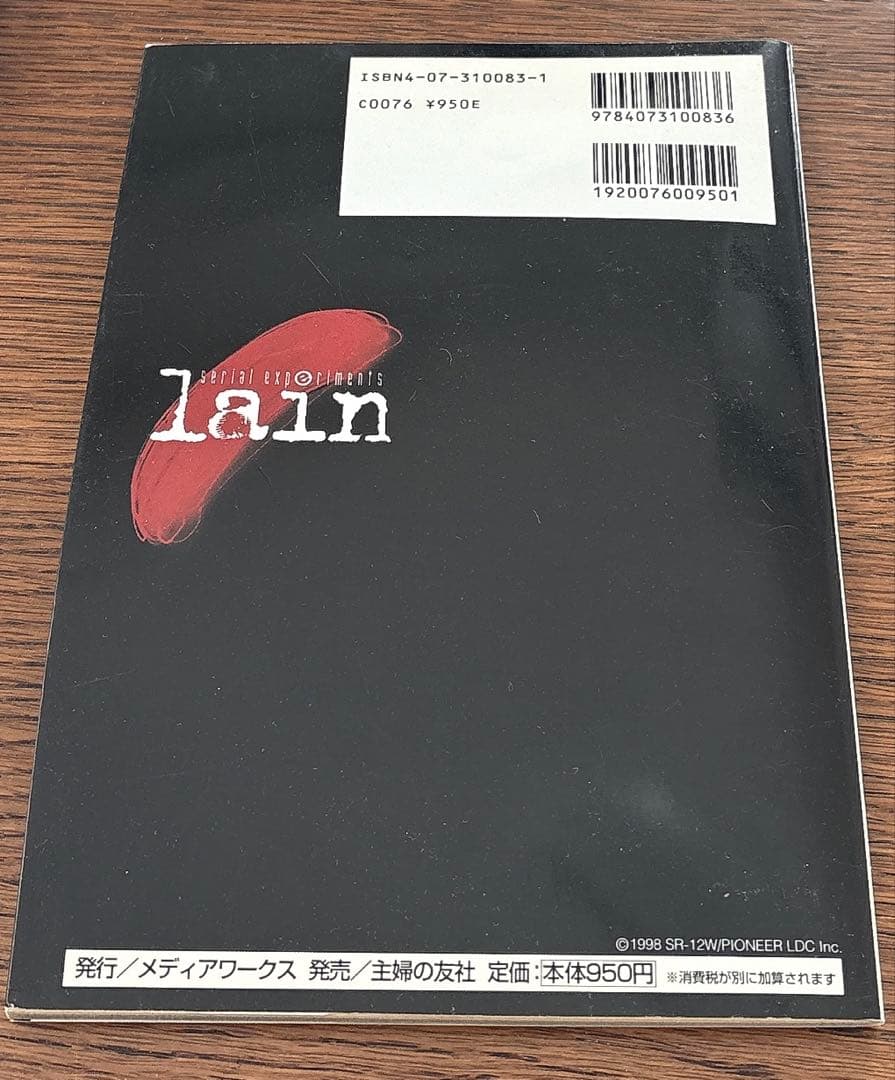 ISBN4-07-310083-1
C0076 ¥950E
9784073100836
1920076009501
serial experiments
lain
©1998 SR-12W/PIONEER LDC Inc.
発行／メディアワークス 発売／主婦の友社 定価：本体950円 ※消費税が別に加算されます